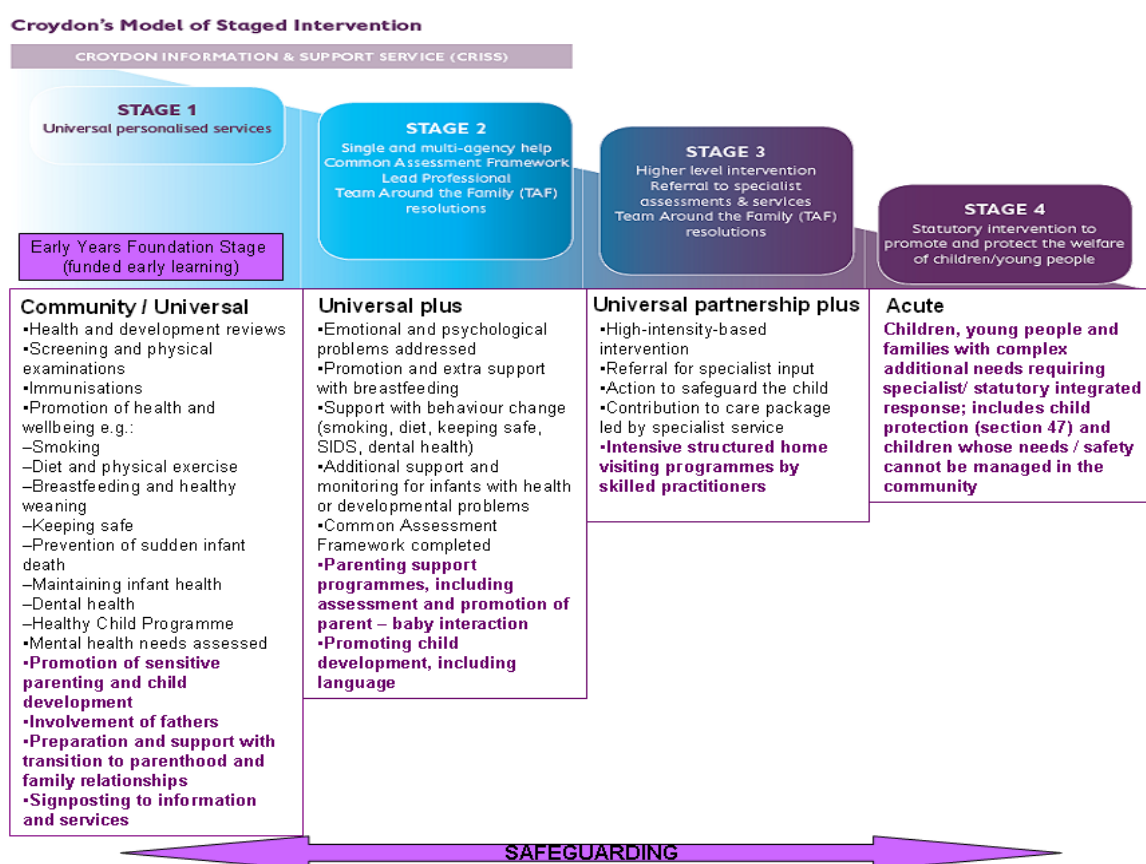 Croydon's Model of Staged Intervention
CROYDON INFORMATION & SUPPORT SERVICE (CRISS)
STAGE 1
Universal personalised services
STAGE 2
Single and multi-agency help
Common Assessment Framework
Lead Professional
Team Around the Family (TAF)
resolutions
STAGE 3
Higher level intervention
Referral to specialist
assessments & services
Team Around the Family (TAF)
resolutions
STAGE 4
Statutory intervention to
promote and protect the welfare
of children/young people
Early Years Foundation Stage
(funded early learning)
Community / Universal
▪Health and development reviews
▪Screening and physical
examinations
▪Immunisations
▪Promotion of health and
wellbeing e.g.:
–Smoking
–Diet and physical exercise
–Breastfeeding and healthy
weaning
–Keeping safe
–Prevention of sudden infant
death
–Maintaining infant health
–Dental health
–Healthy Child Programme
▪Mental health needs assessed
▪Promotion of sensitive
parenting and child
development
▪Involvement of fathers
▪Preparation and support with
transition to parenthood and
family relationships
▪Signposting to information
and services
Universal plus
▪Emotional and psychological
problems addressed
▪Promotion and extra support
with breastfeeding
▪Support with behaviour change
(smoking, diet, keeping safe,
SIDS, dental health)
▪Additional support and
monitoring for infants with health
or developmental problems
▪Common Assessment
Framework completed
▪Parenting support
programmes, including
assessment and promotion of
parent – baby interaction
▪Promoting child
development, including
language
Universal partnership plus
▪High-intensity-based
intervention
▪Referral for specialist input
▪Action to safeguard the child
▪Contribution to care package
led by specialist service
▪Intensive structured home
visiting programmes by
skilled practitioners
Acute
Children, young people and
families with complex
additional needs requiring
specialist/ statutory integrated
response; includes child
protection (section 47) and
children whose needs / safety
cannot be managed in the
community
SAFEGUARDING